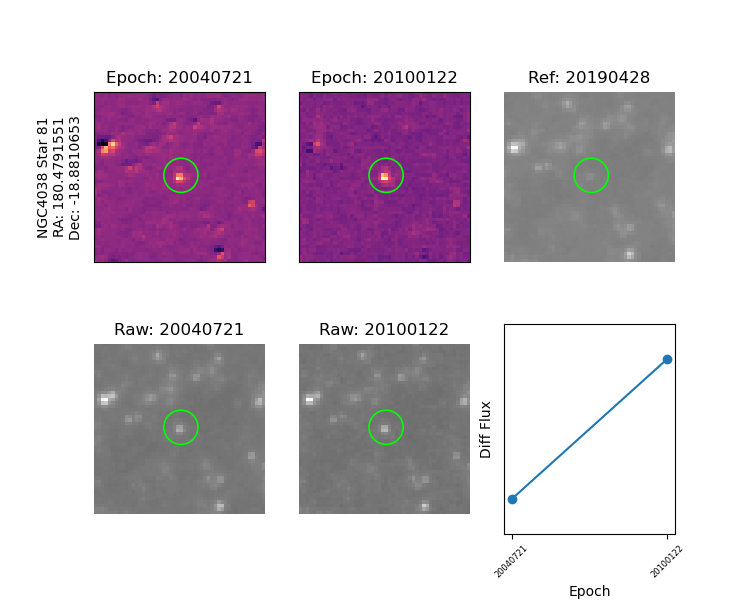 Epoch: 20040721
Epoch: 20100122
Ref: 20190428
NGC4038 Star 81
RA: 180.4791551
Dec: -18.8810653
Raw: 20040721
Raw: 20100122
Diff Flux
20040721
20100122
Epoch